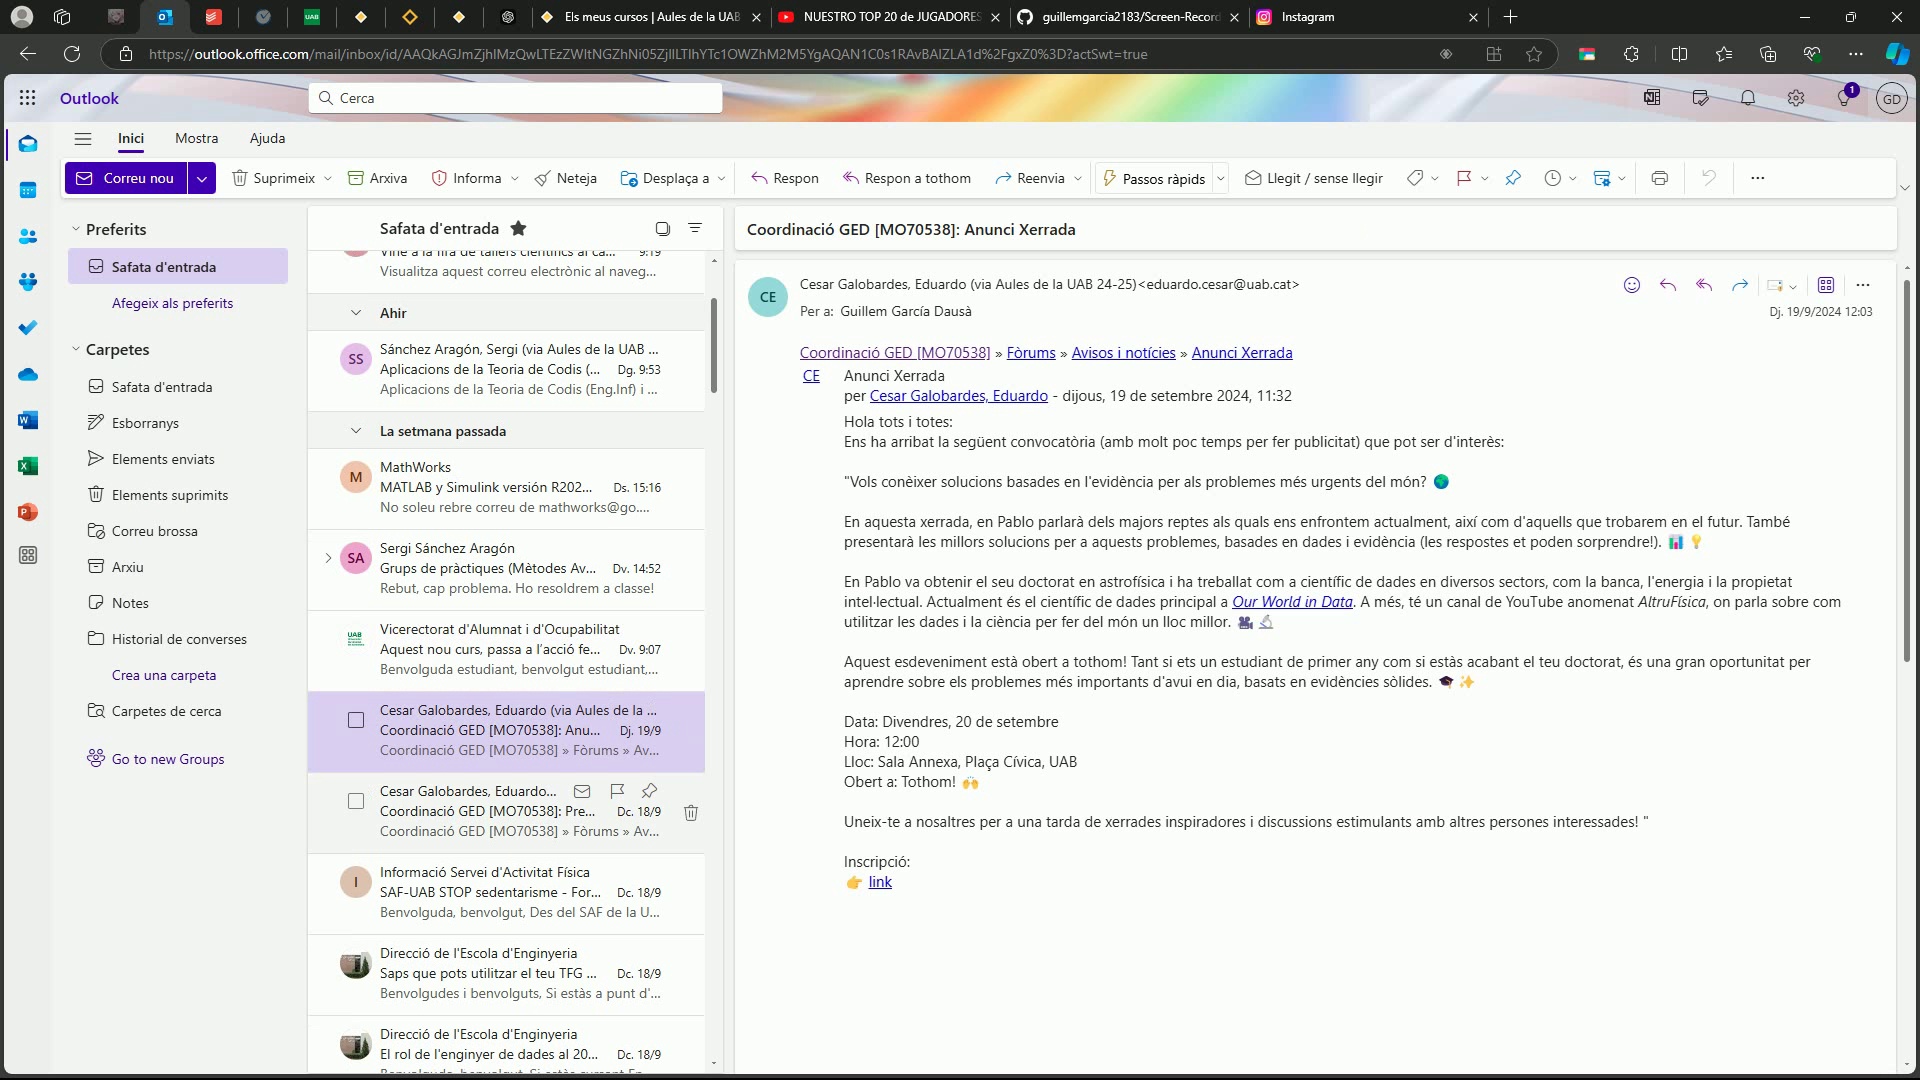 Els meus cursos | Aules de la UAB
NUESTRO TOP 20 de JUGADORES
guillemgarcia2183/Screen-Record
Instagram
https://outlook.office.com/mail/inbox/id/
Outlook
Cerca
1
GD
Inici
Mostra
Ajuda
Correu nou
Suprimeix
Arxiva
Informa
Neteja
Desplaça a
Respon
Respon a tothom
Reenvia
Passos ràpids
Llegit / sense llegir
Preferits
Safata d'entrada
Afegeix als preferits
Carpetes
Safata d'entrada
Esborranys
Elements enviats
Elements suprimits
Correu brossa
Arxiu
Notes
Historial de converses
Crea una carpeta
Carpetes de cerca
Go to new Groups
Safata d'entrada
Vine a la fira de tallers científics al ca... 9:19
Visualitza aquest correu electrònic al naveg...
Ahir
SS
Sánchez Aragón, Sergi (via Aules de la UAB ...
Aplicacions de la Teoria de Codis (... Dg. 9:53
Aplicacions de la Teoria de Codis (Eng.Inf) i ...
La setmana passada
M
MathWorks
MATLAB y Simulink versión R202... Ds. 15:16
No soleu rebre correu de mathworks@go....
SA
Sergi Sánchez Aragón
Grups de pràctiques (Mètodes Av... Dv. 14:52
Rebut, cap problema. Ho resoldrem a classe!
UAB
Vicerectorat d'Alumnat i d'Ocupabilitat
Aquest nou curs, passa a l'acció fe... Dv. 9:07
Benvolguda estudiant, benvolgut estudiant,...
Cesar Galobardes, Eduardo (via Aules de la ...
Coordinació GED [MO70538]: Anu... Dj. 19/9
Coordinació GED [MO70538] » Fòrums » Av...
Cesar Galobardes, Eduardo...
Coordinació GED [MO70538]: Pre... Dc. 18/9
Coordinació GED [MO70538] » Fòrums » Av...
I
Informació Servei d'Activitat Física
SAF-UAB STOP sedentarisme - For... Dc. 18/9
Benvolguda, benvolgut, Des del SAF de la U...
Direcció de l'Escola d'Enginyeria
Saps que pots utilitzar el teu TFG ... Dc. 18/9
Benvolgudes i benvolguts, Si estàs a punt d'...
Direcció de l'Escola d'Enginyeria
El rol de l'enginyer de dades al 20... Dc. 18/9
Coordinació GED [MO70538]: Anunci Xerrada
CE
Cesar Galobardes, Eduardo (via Aules de la UAB 24-25)<eduardo.cesar@uab.cat>
Per a: Guillem García Dausà
Dj. 19/9/2024 12:03
Coordinació GED [MO70538] » Fòrums » Avisos i notícies » Anunci Xerrada
CE
Anunci Xerrada
per Cesar Galobardes, Eduardo - dijous, 19 de setembre 2024, 11:32
Hola tots i totes:
Ens ha arribat la següent convocatòria (amb molt poc temps per fer publicitat) que pot ser d'interès:
"Vols conèixer solucions basades en l'evidència per als problemes més urgents del món? 🌍
En aquesta xerrada, en Pablo parlarà dels majors reptes als quals ens enfrontem actualment, així com d'aquells que trobarem en el futur. També
presentarà les millors solucions per a aquests problemes, basades en dades i evidència (les respostes et poden sorprendre!). 📊 💡
En Pablo va obtenir el seu doctorat en astrofísica i ha treballat com a científic de dades en diversos sectors, com la banca, l'energia i la propietat
intel·lectual. Actualment és el científic de dades principal a Our World in Data. A més, té un canal de YouTube anomenat AltruFísica, on parla sobre com
utilitzar les dades i la ciència per fer del món un lloc millor. 🎥 🔬
Aquest esdeveniment està obert a tothom! Tant si ets un estudiant de primer any com si estàs acabant el teu doctorat, és una gran oportunitat per
aprendre sobre els problemes més importants d'avui en dia, basats en evidències sòlides. 🎓 ✨
Data: Divendres, 20 de setembre
Hora: 12:00
Lloc: Sala Annexa, Plaça Cívica, UAB
Obert a: Tothom! 🙌
Uneix-te a nosaltres per a una tarda de xerrades inspiradores i discussions estimulants amb altres persones interessades! "
Inscripció:
👉 link